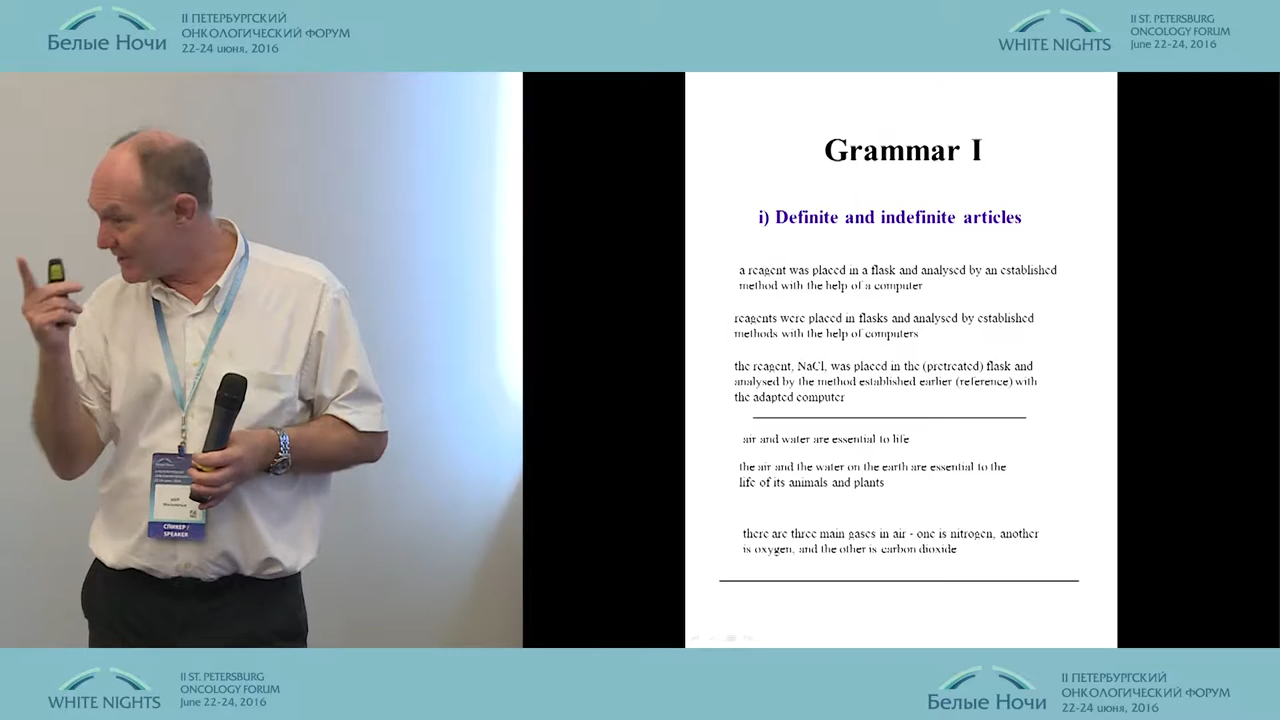 II ПЕТЕРБУРГСКИЙ
ОНКОЛОГИЧЕСКИЙ ФОРУМ
22-24 июня, 2016
Белые Ночи
II ST. PETERSBURG
ONCOLOGY FORUM
June 22-24, 2016
WHITE NIGHTS
Grammar I
i) Definite and indefinite articles
a reagent was placed in a flask and analysed by an established
method with the help of a computer
reagents were placed in flasks and analysed by established
methods with the help of computers
the reagent, NaCl, was placed in the (pretreated) flask and
analysed by the method established earlier (reference) with
the adapted computer
air and water are essential to life
the air and the water on the earth are essential to the
life of its animals and plants
there are three main gases in air - one is nitrogen, another
is oxygen, and the other is carbon dioxide
СПИКЕР /
SPEAKER
II ST. PETERSBURG
ONCOLOGY FORUM
June 22-24, 2016
WHITE NIGHTS
II ПЕТЕРБУРГСКИЙ
ОНКОЛОГИЧЕСКИЙ ФОРУМ
22-24 июня, 2016
Белые Ночи